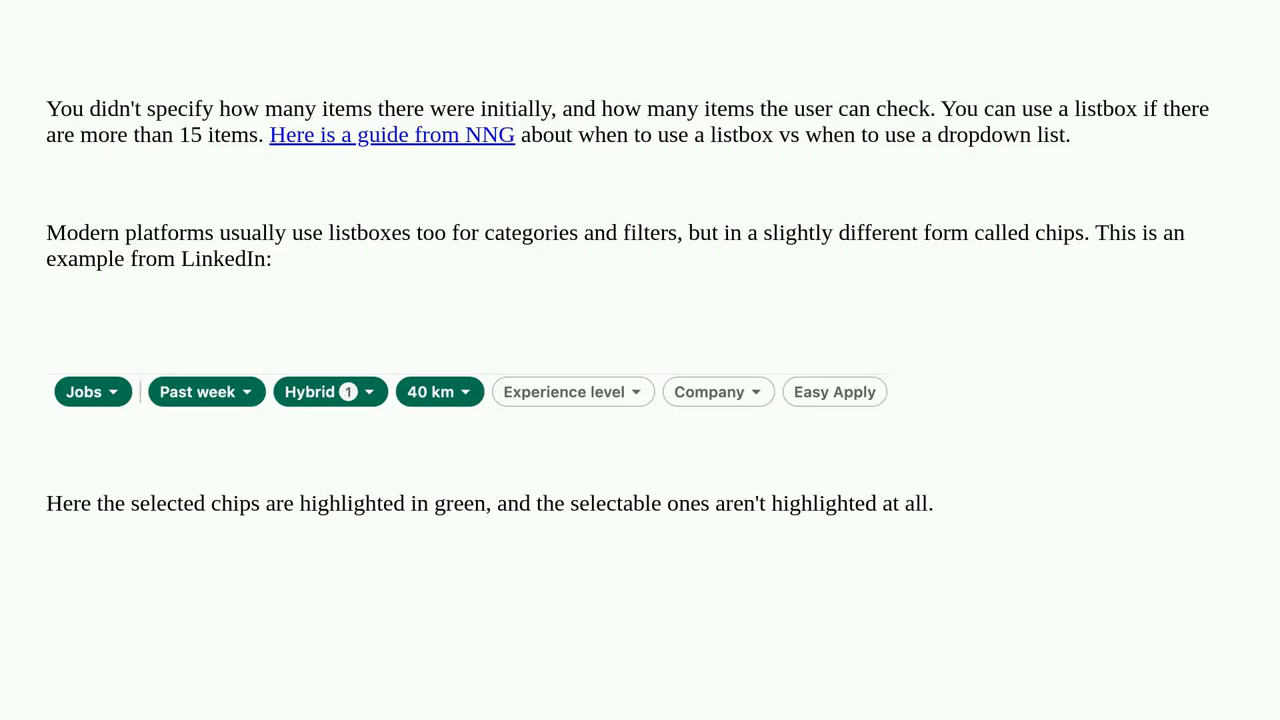 You didn't specify how many items there were initially, and how many items the user can check. You can use a listbox if there
are more than 15 items. Here is a guide from NNG about when to use a listbox vs when to use a dropdown list.
Modern platforms usually use listboxes too for categories and filters, but in a slightly different form called chips. This is an
example from LinkedIn:
Jobs Past week Hybrid 1 40 km Experience level Company Easy Apply
Here the selected chips are highlighted in green, and the selectable ones aren't highlighted at all.